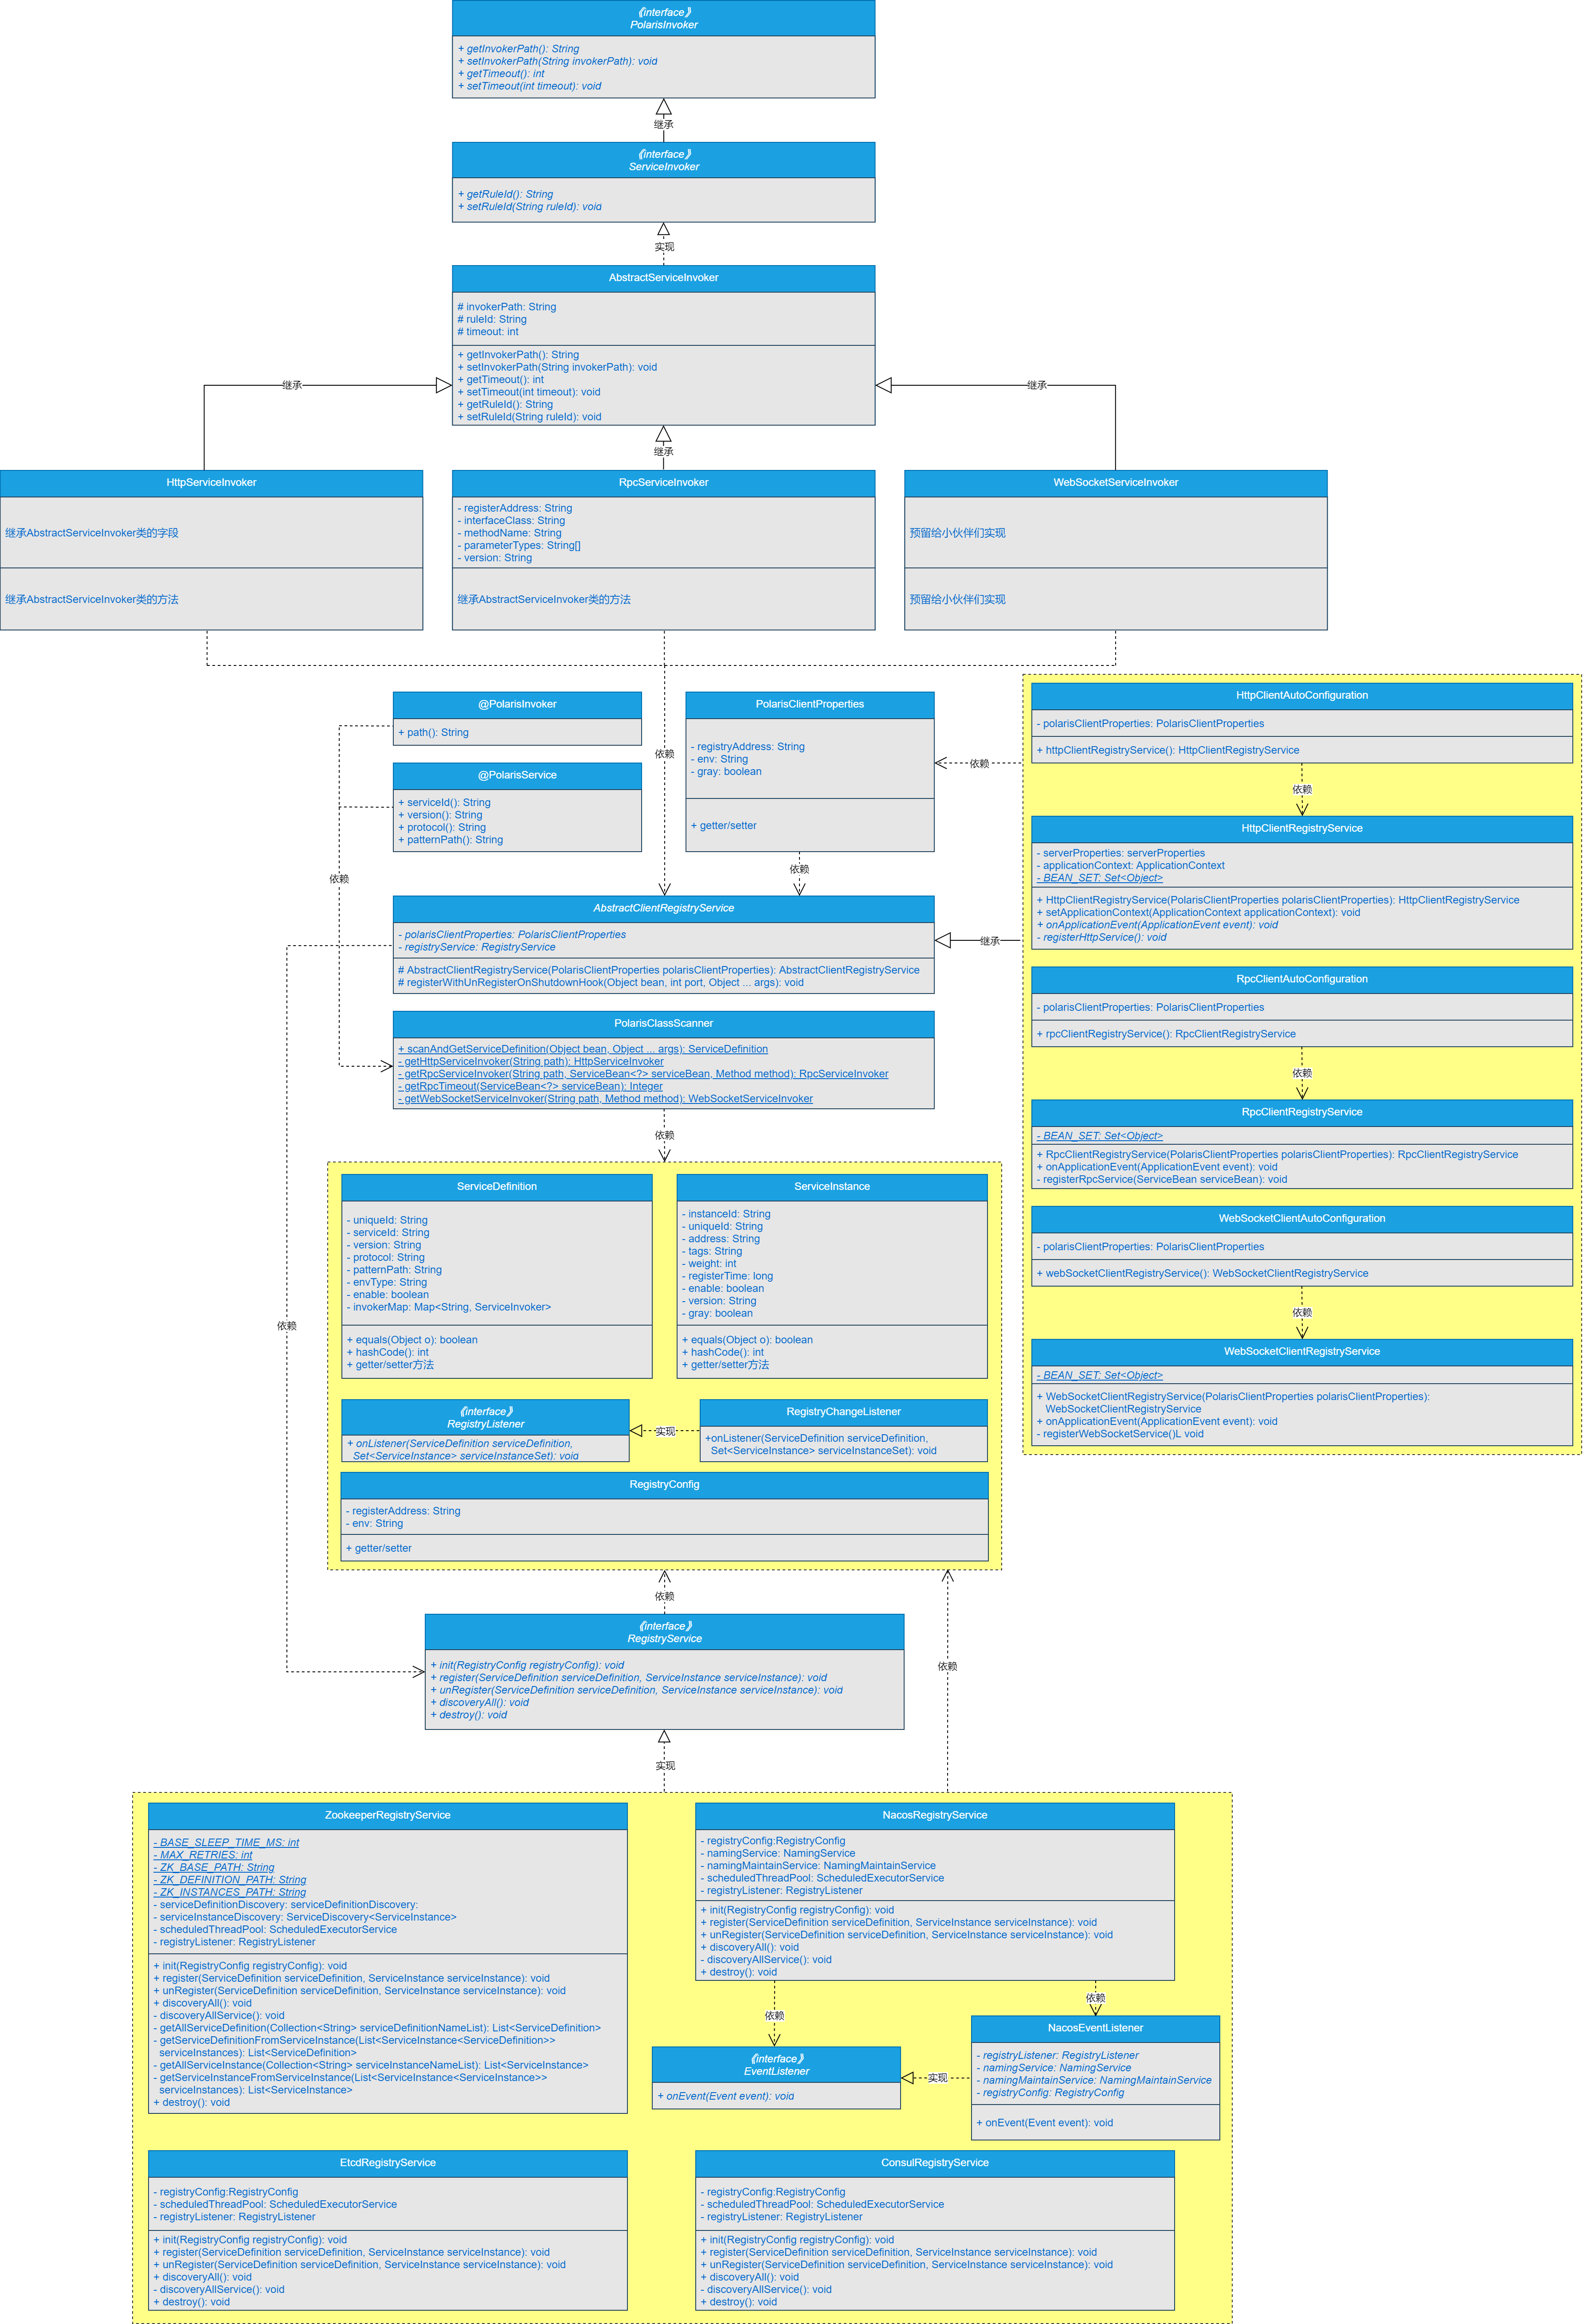 《interface》
PolarisInvoker
+ getInvokerPath(): String
+ setInvokerPath(String invokerPath): void
+ getTimeout(): int
+ setTimeout(int timeout): void
继承
《interface》
ServiceInvoker
+ getRuleId(): String
+ setRuleId(String ruleId): void
实现
AbstractServiceInvoker
# invokerPath: String
# ruleId: String
# timeout: int
+ getInvokerPath(): String
+ setInvokerPath(String invokerPath): void
+ getTimeout(): int
+ setTimeout(int timeout): void
+ getRuleId(): String
+ setRuleId(String ruleId): void
继承
继承
继承
HttpServiceInvoker
继承AbstractServiceInvoker类的字段
继承AbstractServiceInvoker类的方法
RpcServiceInvoker
- registerAddress: String
- interfaceClass: String
- methodName: String
- parameterTypes: String[]
- version: String
继承AbstractServiceInvoker类的方法
WebSocketServiceInvoker
预留给小伙伴们实现
预留给小伙伴们实现
@PolarisInvoker
+ path(): String
@PolarisService
+ serviceId(): String
+ version(): String
+ protocol(): String
+ patternPath(): String
依赖
依赖
PolarisClientProperties
- registryAddress: String
- env: String
- gray: boolean
+ getter/setter
依赖
依赖
AbstractClientRegistryService
- polarisClientProperties: PolarisClientProperties
- registryService: RegistryService
# AbstractClientRegistryService(PolarisClientProperties polarisClientProperties): AbstractClientRegistryService
# registerWithUnRegisterOnShutdownHook(Object bean, int port, Object ... args): void
继承
PolarisClassScanner
+ scanAndGetServiceDefinition(Object bean, Object ... args): ServiceDefinition
- getHttpServiceInvoker(String path): HttpServiceInvoker
- getRpcServiceInvoker(String path, ServiceBean<?> serviceBean, Method method): RpcServiceInvoker
- getRpcTimeout(ServiceBean<?> serviceBean): Integer
- getWebSocketServiceInvoker(String path, Method method): WebSocketServiceInvoker
依赖
HttpClientAutoConfiguration
- polarisClientProperties: PolarisClientProperties
+ httpClientRegistryService(): HttpClientRegistryService
依赖
HttpClientRegistryService
- serverProperties: serverProperties
- applicationContext: ApplicationContext
- BEAN_SET: Set<Object>
+ HttpClientRegistryService(PolarisClientProperties polarisClientProperties): HttpClientRegistryService
+ setApplicationContext(ApplicationContext applicationContext): void
+ onApplicationEvent(ApplicationEvent event): void
- registerHttpService(): void
RpcClientAutoConfiguration
- polarisClientProperties: PolarisClientProperties
+ rpcClientRegistryService(): RpcClientRegistryService
依赖
RpcClientRegistryService
- BEAN_SET: Set<Object>
+ RpcClientRegistryService(PolarisClientProperties polarisClientProperties): RpcClientRegistryService
+ onApplicationEvent(ApplicationEvent event): void
- registerRpcService(ServiceBean serviceBean): void
WebSocketClientAutoConfiguration
- polarisClientProperties: PolarisClientProperties
+ webSocketClientRegistryService(): WebSocketClientRegistryService
依赖
WebSocketClientRegistryService
- BEAN_SET: Set<Object>
+ WebSocketClientRegistryService(PolarisClientProperties polarisClientProperties):
WebSocketClientRegistryService
+ onApplicationEvent(ApplicationEvent event): void
- registerWebSocketService()L void
ServiceDefinition
- uniqueId: String
- serviceId: String
- version: String
- protocol: String
- patternPath: String
- envType: String
- enable: boolean
- invokerMap: Map<String, ServiceInvoker>
+ equals(Object o): boolean
+ hashCode(): int
+ getter/setter方法
ServiceInstance
- instanceId: String
- uniqueId: String
- address: String
- tags: String
- weight: int
- registerTime: long
- enable: boolean
- version: String
- gray: boolean
+ equals(Object o): boolean
+ hashCode(): int
+ getter/setter方法
依赖
《interface》
RegistryListener
+ onListener(ServiceDefinition serviceDefinition,
Set<ServiceInstance> serviceInstanceSet): void
实现
RegistryChangeListener
+onListener(ServiceDefinition serviceDefinition,
Set<ServiceInstance> serviceInstanceSet): void
RegistryConfig
- registerAddress: String
- env: String
+ getter/setter
依赖
《interface》
RegistryService
+ init(RegistryConfig registryConfig): void
+ register(ServiceDefinition serviceDefinition, ServiceInstance serviceInstance): void
+ unRegister(ServiceDefinition serviceDefinition, ServiceInstance serviceInstance): void
+ discoveryAll(): void
+ destroy(): void
依赖
实现
ZookeeperRegistryService
- BASE_SLEEP_TIME_MS: int
- MAX_RETRIES: int
- ZK_BASE_PATH: String
- ZK_DEFINITION_PATH: String
- ZK_INSTANCES_PATH: String
- serviceDefinitionDiscovery: serviceDefinitionDiscovery:
- serviceInstanceDiscovery: ServiceDiscovery<ServiceInstance>
- scheduledThreadPool: ScheduledExecutorService
- registryListener: RegistryListener
+ init(RegistryConfig registryConfig): void
+ register(ServiceDefinition serviceDefinition, ServiceInstance serviceInstance): void
+ unRegister(ServiceDefinition serviceDefinition, ServiceInstance serviceInstance): void
+ discoveryAll(): void
- discoveryAllService(): void
- getAllServiceDefinition(Collection<String> serviceDefinitionNameList): List<ServiceDefinition>
- getServiceDefinitionFromServiceInstance(List<ServiceInstance<ServiceDefinition>>
serviceInstances): List<ServiceDefinition>
- getAllServiceInstance(Collection<String> serviceInstanceNameList): List<ServiceInstance>
- getServiceInstanceFromServiceInstance(List<ServiceInstance<ServiceInstance>>
serviceInstances): List<ServiceInstance>
+ destroy(): void
NacosRegistryService
- registryConfig:RegistryConfig
- namingService: NamingService
- namingMaintainService: NamingMaintainService
- scheduledThreadPool: ScheduledExecutorService
- registryListener: RegistryListener
+ init(RegistryConfig registryConfig): void
+ register(ServiceDefinition serviceDefinition, ServiceInstance serviceInstance): void
+ unRegister(ServiceDefinition serviceDefinition, ServiceInstance serviceInstance): void
+ discoveryAll(): void
- discoveryAllService(): void
+ destroy(): void
依赖
依赖
《interface》
EventListener
+ onEvent(Event event): void
实现
NacosEventListener
- registryListener: RegistryListener
- namingService: NamingService
- namingMaintainService: NamingMaintainService
- registryConfig: RegistryConfig
+ onEvent(Event event): void
EtcdRegistryService
- registryConfig:RegistryConfig
- scheduledThreadPool: ScheduledExecutorService
- registryListener: RegistryListener
+ init(RegistryConfig registryConfig): void
+ register(ServiceDefinition serviceDefinition, ServiceInstance serviceInstance): void
+ unRegister(ServiceDefinition serviceDefinition, ServiceInstance serviceInstance): void
+ discoveryAll(): void
- discoveryAllService(): void
+ destroy(): void
ConsulRegistryService
- registryConfig:RegistryConfig
- scheduledThreadPool: ScheduledExecutorService
- registryListener: RegistryListener
+ init(RegistryConfig registryConfig): void
+ register(ServiceDefinition serviceDefinition, ServiceInstance serviceInstance): void
+ unRegister(ServiceDefinition serviceDefinition, ServiceInstance serviceInstance): void
+ discoveryAll(): void
- discoveryAllService(): void
+ destroy(): void